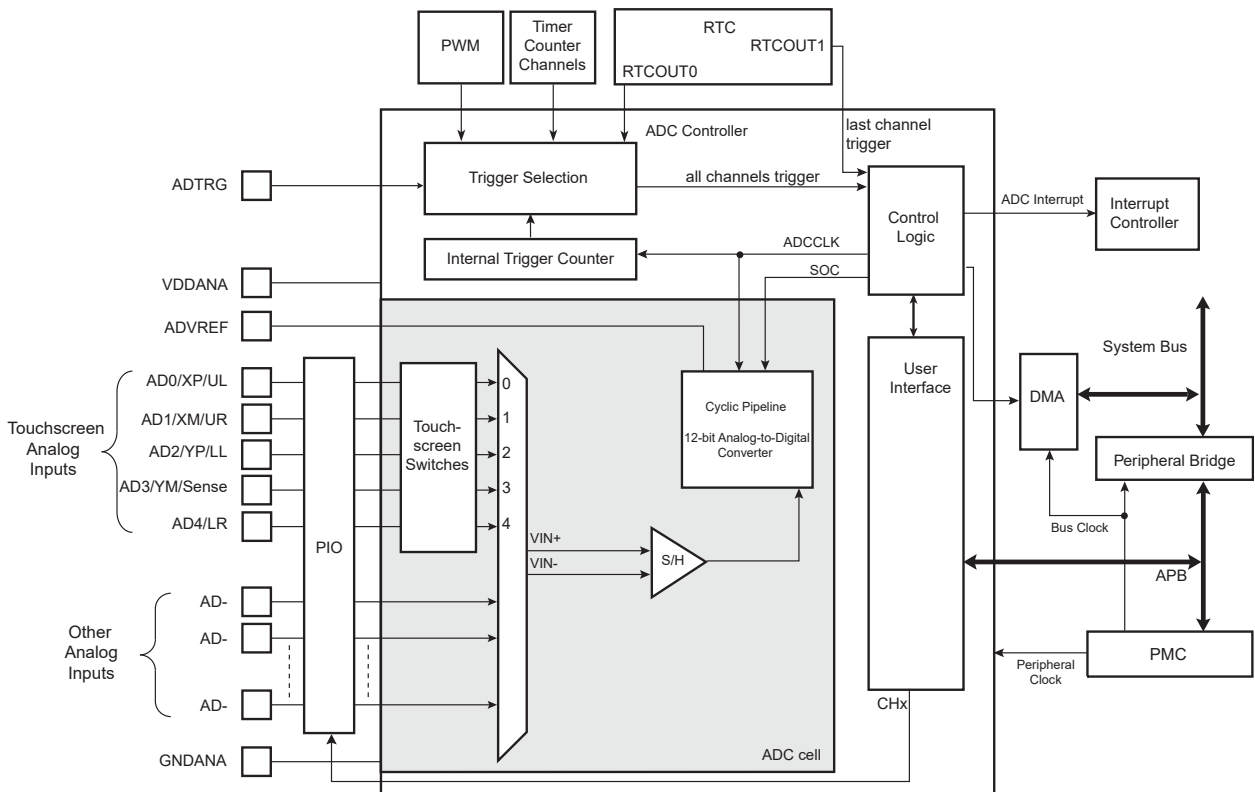 PWM
Timer
Counter
Channels
RTC
RTCOUT1
RTCOUT0
ADC Controller
last channel
trigger
ADTRG
Trigger Selection
all channels trigger
Control
Logic
ADC Interrupt
Interrupt
Controller
Internal Trigger Counter
ADCCLK
SOC
VDDANA
ADVREF
Touchscreen
Analog
Inputs
AD0/XP/UL
AD1/XM/UR
AD2/YP/LL
AD3/YM/Sense
AD4/LR
PIO
Touch-
screen
Switches
0
1
2
3
4
Cyclic Pipeline
12-bit Analog-to-Digital
Converter
VIN+
VIN-
S/H
User
Interface
DMA
System Bus
Peripheral Bridge
Bus Clock
APB
PMC
Peripheral
Clock
Other
Analog
Inputs
AD-
AD-
AD-
CHx
GNDANA
ADC cell